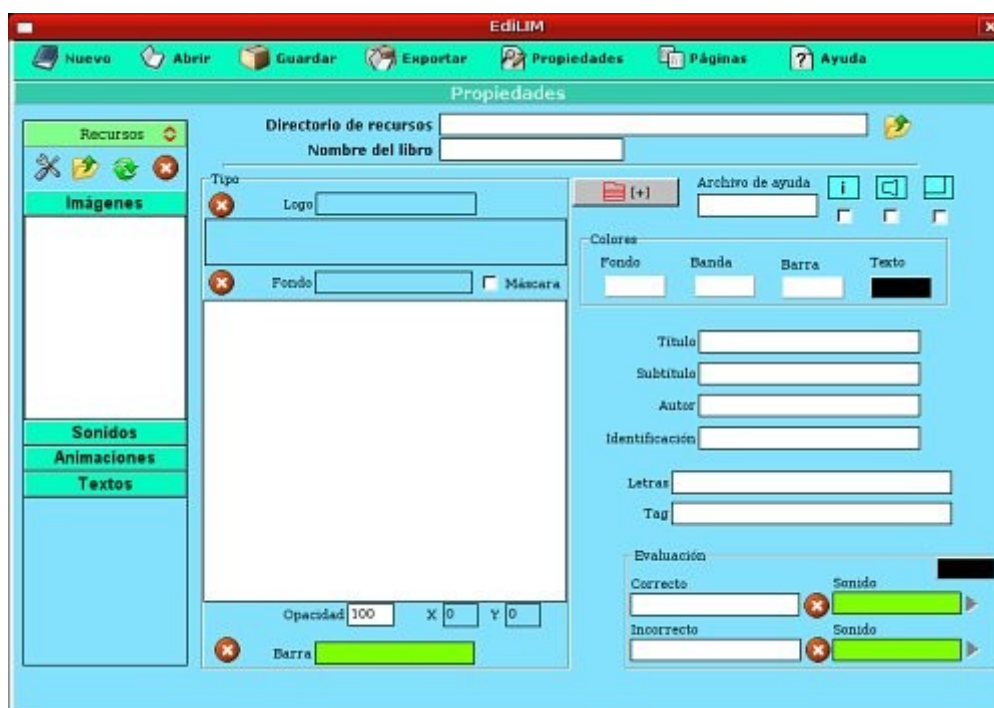 EdiLIM
Nuevo Abrir Guardar Exportar Propiedades Páginas Ayuda
Propiedades
Recursos
Imágenes
Sonidos
Animaciones
Textos
Directorio de recursos
Nombre del libro
Tipo
Logo
Fondo Máscara
Opacidad 100 X 0 Y 0
Barra
[+]
Archivo de ayuda
i
Colores
Fondo Banda Barra Texto
Título
Subtítulo
Autor
Identificación
Letras
Tag
Evaluación
Correcto Sonido
Incorrecto Sonido